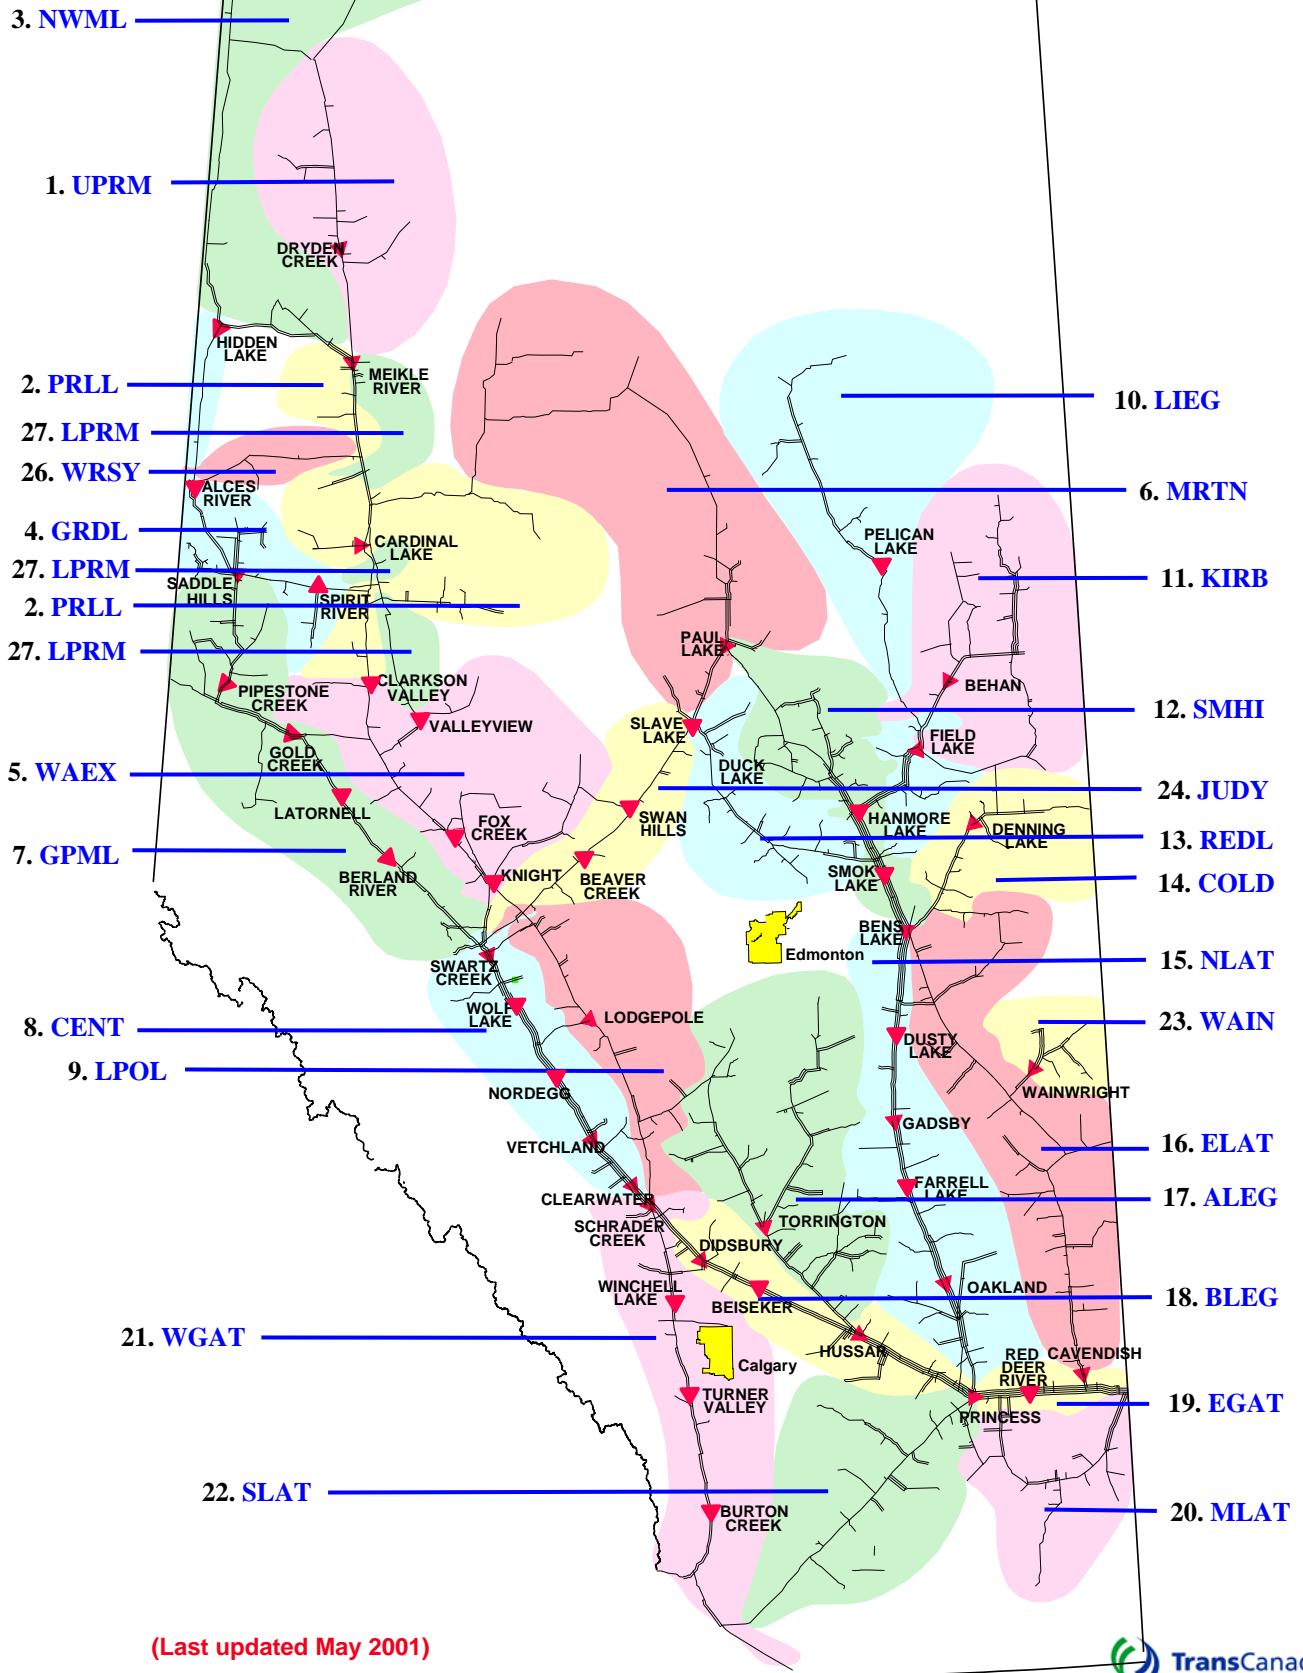 3. NWML
1. UPRM
DRYDEN
CREEK
HIDDEN
LAKE
MEIKLE
RIVER
2. PRLL
10. LIEG
27. LPRM
26. WRSY
ALCES
RIVER
6. MRTN
4. GRDL
CARDINAL
LAKE
PELICAN
LAKE
27. LPRM
SADDLE
HILLS
11. KIRB
2. PRLL
SPIRIT
RIVER
27. LPRM
PAUL
LAKE
PIPESTONE
CREEK
CLARKSON
VALLEY
BEHAN
12. SMHI
VALLEYVIEW
SLAVE
LAKE
FIELD
LAKE
GOLD
CREEK
5. WAEX
DUCK
LAKE
24. JUDY
LATORNELL
FOX
CREEK
SWAN
HILLS
HANMORE
LAKE
DENNING
LAKE
13. REDL
7. GPML
BERLAND
RIVER
KNIGHT
BEAVER
CREEK
SMOKY
LAKE
14. COLD
BENS
LAKE
Edmonton
15. NLAT
SWARTZ
CREEK
WOLF
LAKE
LODGEPOLE
8. CENT
23. WAIN
DUSTY
LAKE
9. LPOL
NORDEGG
WAINWRIGHT
GADSBY
VETCHLAND
16. ELAT
CLEARWATER
FARRELL
LAKE
17. ALEG
SCHRADER
CREEK
TORRINGTON
DIDSBURY
WINCHELL
LAKE
BEISEKER
OAKLAND
18. BLEG
21. WGAT
HUSSAR
RED
DEER
RIVER
CAVENDISH
Calgary
TURNER
VALLEY
PRINCESS
19. EGAT
22. SLAT
BURTON
CREEK
20. MLAT
(Last updated May 2001)